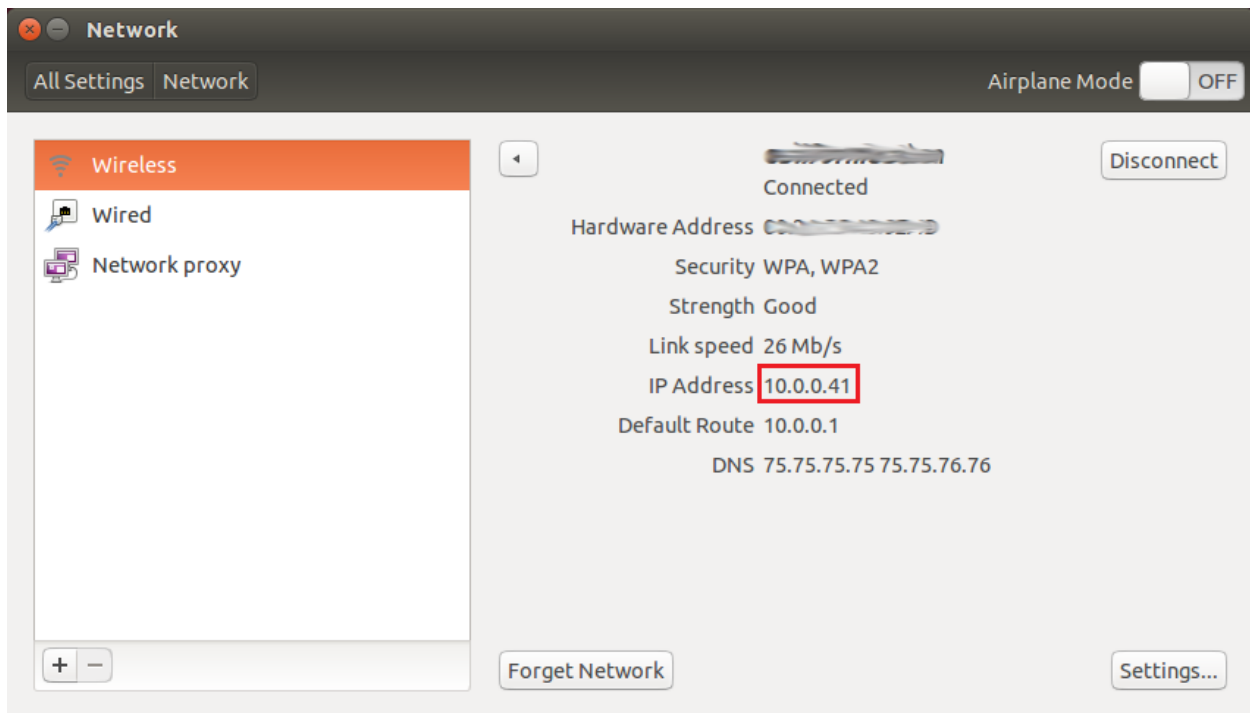 Network
All Settings Network
Airplane Mode OFF
Wireless
Wired
Network proxy
Disconnect
Connected
Hardware Address
Security WPA, WPA2
Strength Good
Link speed 26 Mb/s
IP Address 10.0.0.41
Default Route 10.0.0.1
DNS 75.75.75.75 75.75.76.76
+ −
Forget Network
Settings...